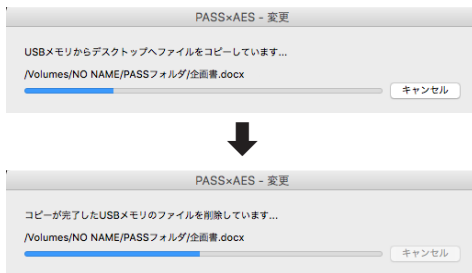 PASS×AES - 変更
USBメモリからデスクトップへファイルをコピーしています...
/Volumes/NO NAME/PASSフォルダ/企画書.docx
キャンセル
PASS×AES - 変更
コピーが完了したUSBメモリのファイルを削除しています...
/Volumes/NO NAME/PASSフォルダ/企画書.docx
キャンセル